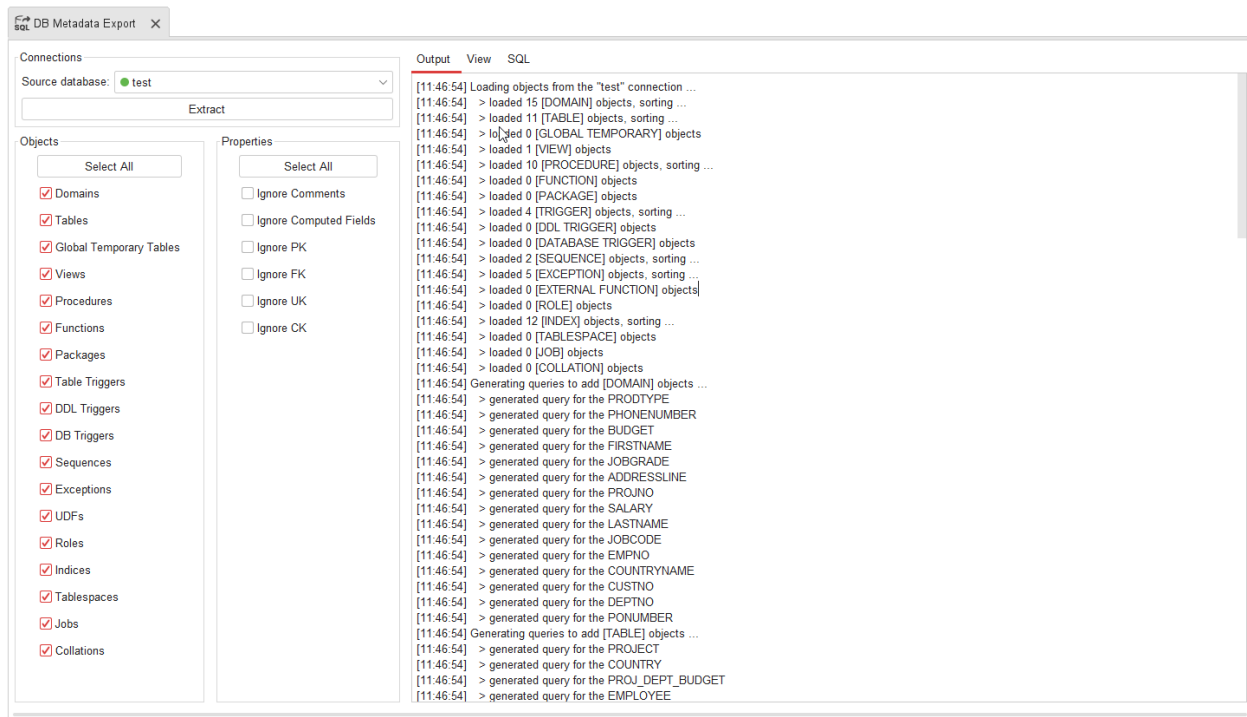 SQL DB Metadata Export
Connections
Source database: test
Extract
Objects
Select All
Domains
Tables
Global Temporary Tables
Views
Procedures
Functions
Packages
Table Triggers
DDL Triggers
DB Triggers
Sequences
Exceptions
UDFs
Roles
Indices
Tablespaces
Jobs
Collations
Properties
Select All
Ignore Comments
Ignore Computed Fields
Ignore PK
Ignore FK
Ignore UK
Ignore CK
Output View SQL
[11:46:54] Loading objects from the "test" connection ...
[11:46:54] > loaded 15 [DOMAIN] objects, sorting ...
[11:46:54] > loaded 11 [TABLE] objects, sorting ...
[11:46:54] > loaded 0 [GLOBAL TEMPORARY] objects
[11:46:54] > loaded 1 [VIEW] objects
[11:46:54] > loaded 10 [PROCEDURE] objects, sorting ...
[11:46:54] > loaded 0 [FUNCTION] objects
[11:46:54] > loaded 0 [PACKAGE] objects
[11:46:54] > loaded 4 [TRIGGER] objects, sorting ...
[11:46:54] > loaded 0 [DDL TRIGGER] objects
[11:46:54] > loaded 0 [DATABASE TRIGGER] objects
[11:46:54] > loaded 2 [SEQUENCE] objects, sorting ...
[11:46:54] > loaded 5 [EXCEPTION] objects, sorting ...
[11:46:54] > loaded 0 [EXTERNAL FUNCTION] objects
[11:46:54] > loaded 0 [ROLE] objects
[11:46:54] > loaded 12 [INDEX] objects, sorting ...
[11:46:54] > loaded 0 [TABLESPACE] objects
[11:46:54] > loaded 0 [JOB] objects
[11:46:54] > loaded 0 [COLLATION] objects
[11:46:54] Generating queries to add [DOMAIN] objects ...
[11:46:54] > generated query for the PRODTYPE
[11:46:54] > generated query for the PHONENUMBER
[11:46:54] > generated query for the BUDGET
[11:46:54] > generated query for the FIRSTNAME
[11:46:54] > generated query for the JOBGRADE
[11:46:54] > generated query for the ADDRESSLINE
[11:46:54] > generated query for the PROJNO
[11:46:54] > generated query for the SALARY
[11:46:54] > generated query for the LASTNAME
[11:46:54] > generated query for the JOBCODE
[11:46:54] > generated query for the EMPNO
[11:46:54] > generated query for the COUNTRYNAME
[11:46:54] > generated query for the CUSTNO
[11:46:54] > generated query for the DEPTNO
[11:46:54] > generated query for the PONUMBER
[11:46:54] Generating queries to add [TABLE] objects ...
[11:46:54] > generated query for the PROJECT
[11:46:54] > generated query for the COUNTRY
[11:46:54] > generated query for the PROJ_DEPT_BUDGET
[11:46:54] > generated query for the EMPLOYEE